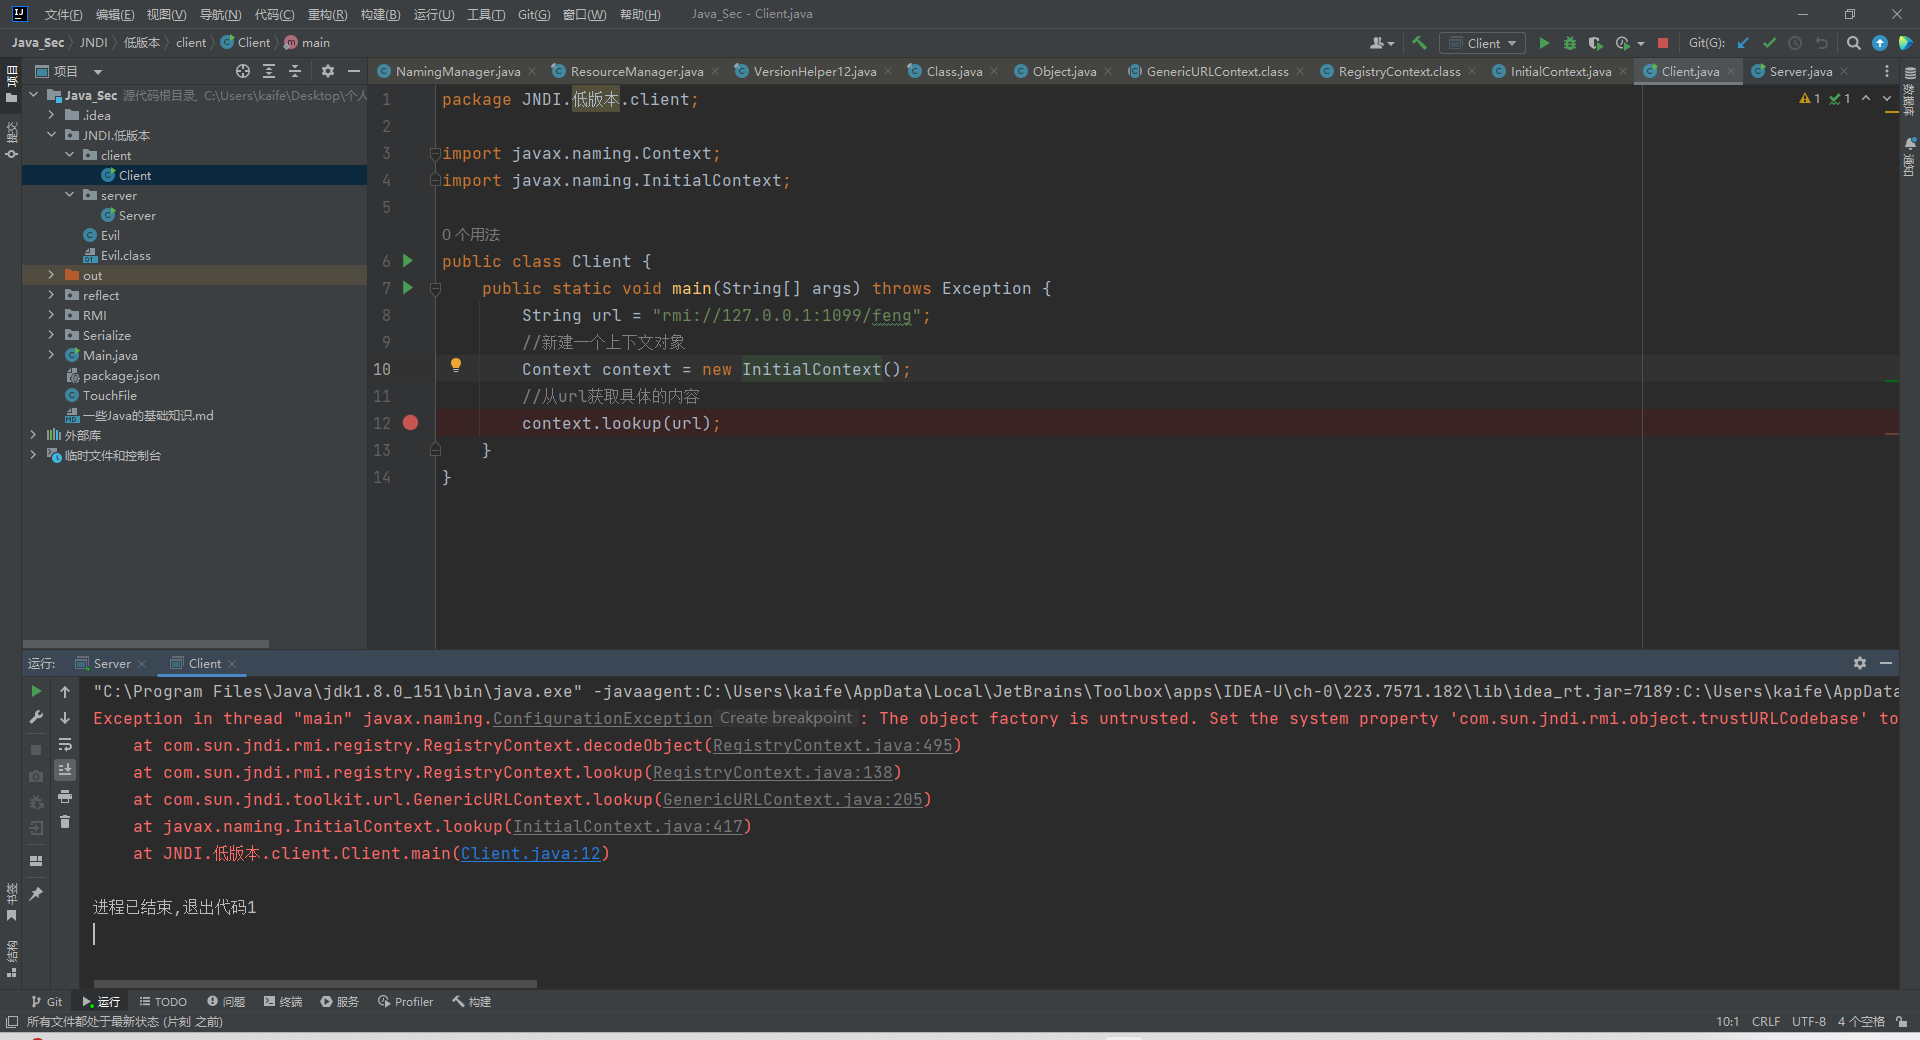 文件(F) 编辑(E) 视图(V) 导航(N) 代码(C) 重构(R) 构建(B) 运行(U) 工具(T) Git(G) 窗口(W) 帮助(H) Java_Sec - Client.java
Java_Sec JNDI 低版本 client Client main
Client Git(G):
项目
NamingManager.java ResourceManager.java VersionHelper12.java Class.java Object.java GenericURLContext.class RegistryContext.class InitialContext.java Client.java Server.java
项目
提交
书签
结构
数据库
通知
Java_Sec 源代码根目录, C:\Users\kaife\Desktop\个人
.idea
JNDI.低版本
client
Client
server
Server
Evil
Evil.class
out
reflect
RMI
Serialize
Main.java
package.json
TouchFile
一些Java的基础知识.md
外部库
临时文件和控制台
1 package JNDI.低版本.client;
1 1
2
3 import javax.naming.Context;
4 import javax.naming.InitialContext;
5
0 个用法
6 public class Client {
7 public static void main(String[] args) throws Exception {
8 String url = "rmi://127.0.0.1:1099/feng";
9 //新建一个上下文对象
10 Context context = new InitialContext();
11 //从url获取具体的内容
12 context.lookup(url);
13 }
14 }
运行: Server Client
"C:\Program Files\Java\jdk1.8.0_151\bin\java.exe" -javaagent:C:\Users\kaife\AppData\Local\JetBrains\Toolbox\apps\IDEA-U\ch-0\223.7571.182\lib\idea_rt.jar=7189:C:\Users\kaife\AppData
Exception in thread "main" javax.naming.ConfigurationException Create breakpoint : The object factory is untrusted. Set the system property 'com.sun.jndi.rmi.object.trustURLCodebase' to
at com.sun.jndi.rmi.registry.RegistryContext.decodeObject(RegistryContext.java:495)
at com.sun.jndi.rmi.registry.RegistryContext.lookup(RegistryContext.java:138)
at com.sun.jndi.toolkit.url.GenericURLContext.lookup(GenericURLContext.java:205)
at javax.naming.InitialContext.lookup(InitialContext.java:417)
at JNDI.低版本.client.Client.main(Client.java:12)
进程已结束,退出代码1
Git 运行 TODO 问题 终端 服务 Profiler 构建
所有文件都处于最新状态 (片刻 之前)
10:1 CRLF UTF-8 4 个空格